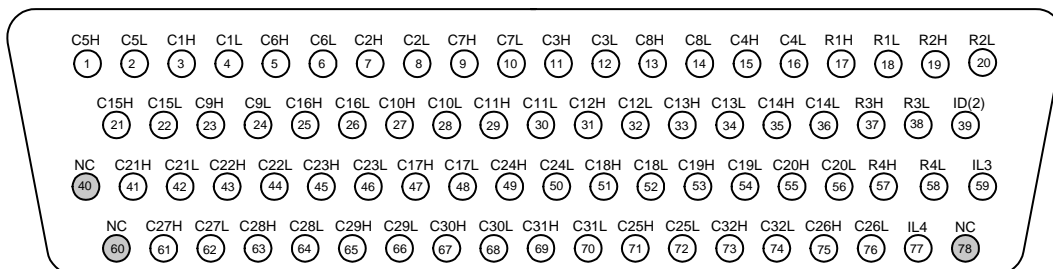 C5H C5L C1H C1L C6H C6L C2H C2L C7H C7L C3H C3L C8H C8L C4H C4L R1H R1L R2H R2L
1 2 3 4 5 6 7 8 9 10 11 12 13 14 15 16 17 18 19 20
C15H C15L C9H C9L C16H C16L C10H C10L C11H C11L C12H C12L C13H C13L C14H C14L R3H R3L ID(2)
21 22 23 24 25 26 27 28 29 30 31 32 33 34 35 36 37 38 39
NC C21H C21L C22H C22L C23H C23L C17H C17L C24H C24L C18H C18L C19H C19L C20H C20L R4H R4L IL3
40 41 42 43 44 45 46 47 48 49 50 51 52 53 54 55 56 57 58 59
NC C27H C27L C28H C28L C29H C29L C30H C30L C31H C31L C25H C25L C32H C32L C26H C26L IL4 NC
60 61 62 63 64 65 66 67 68 69 70 71 72 73 74 75 76 77 78